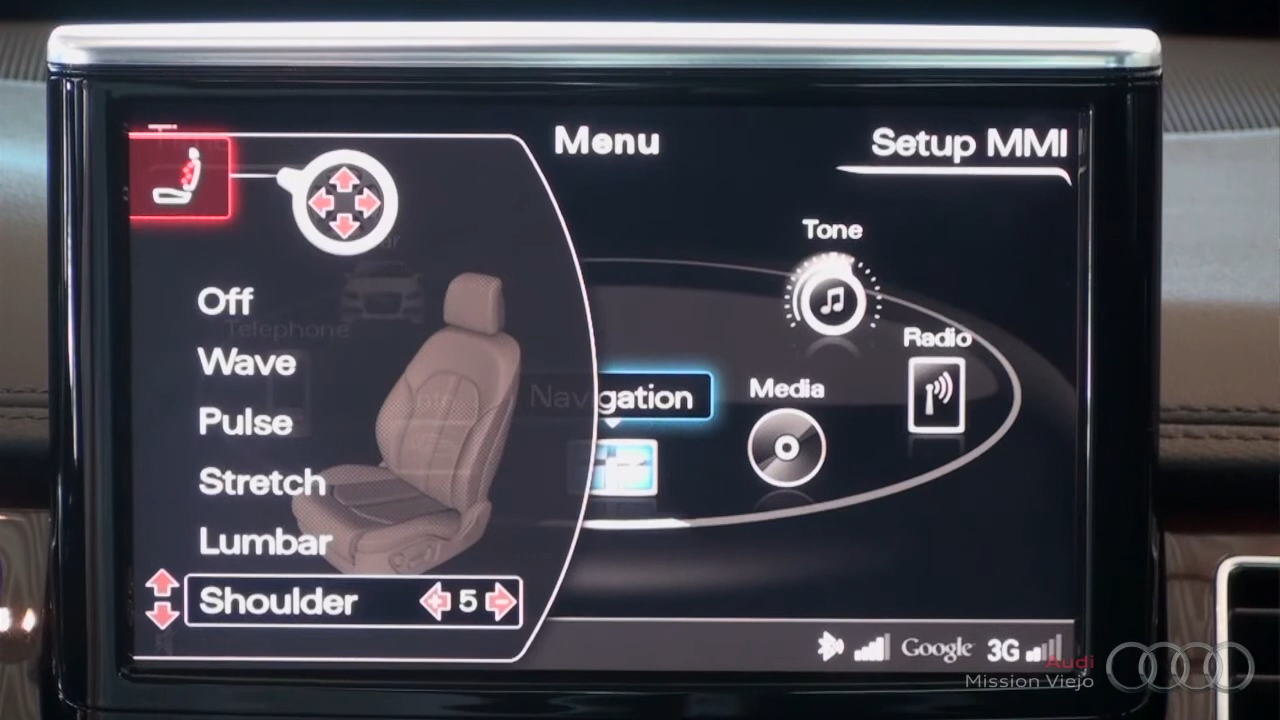 Menu
Setup MMI
Tone
Off
Telephone
Radio
Wave
Media
Navigation
Pulse
Stretch
Lumbar
Shoulder 5
Google 3G
Audi
Mission Viejo